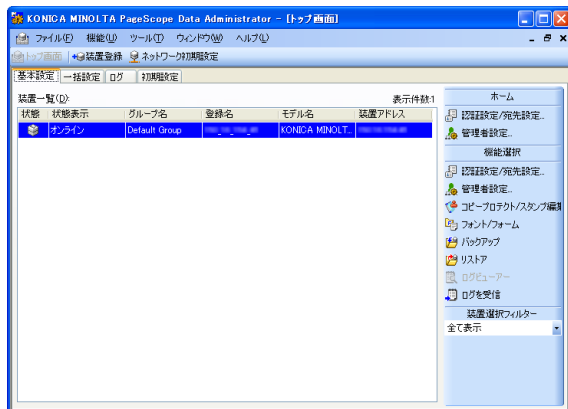 KONICA MINOLTA PageScope Data Administrator - [トップ画面]
ファイル(F) 機能(U) ツール(T) ウィンドウ(W) ヘルプ(L)
トップ画面 装置登録 ネットワーク初期設定
基本設定 一括設定 ログ 初期設定
装置一覧(D): 表示件数:1
状態 状態表示 グループ名 登録名 モデル名 装置アドレス
オンライン Default Group KONICA MINOLT...
ホーム
認証設定/宛先設定...
管理者設定...
機能選択
認証設定/宛先設定...
管理者設定...
コピープロテクト/スタンプ編集
フォント/フォーム
バックアップ
リストア
ログビューアー
ログを受信
装置選択フィルター
全て表示